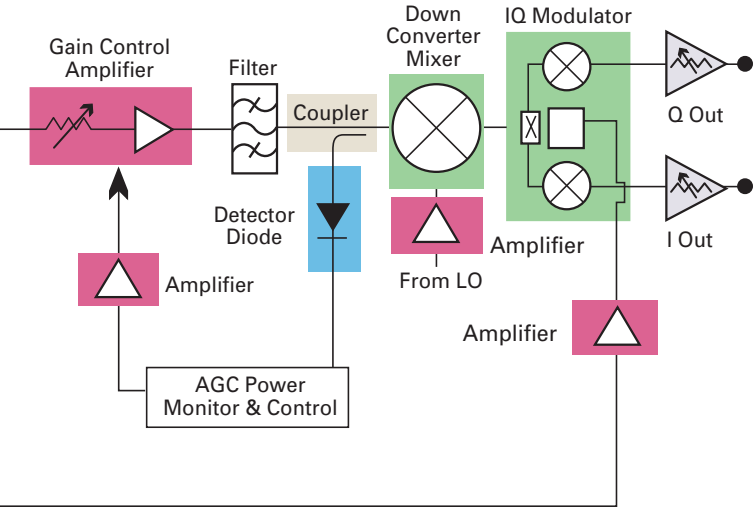 Gain Control
Amplifier
Filter
Coupler
Down
Converter
Mixer
IQ Modulator
Q Out
Detector
Diode
Amplifier
From LO
I Out
Amplifier
Amplifier
AGC Power
Monitor & Control